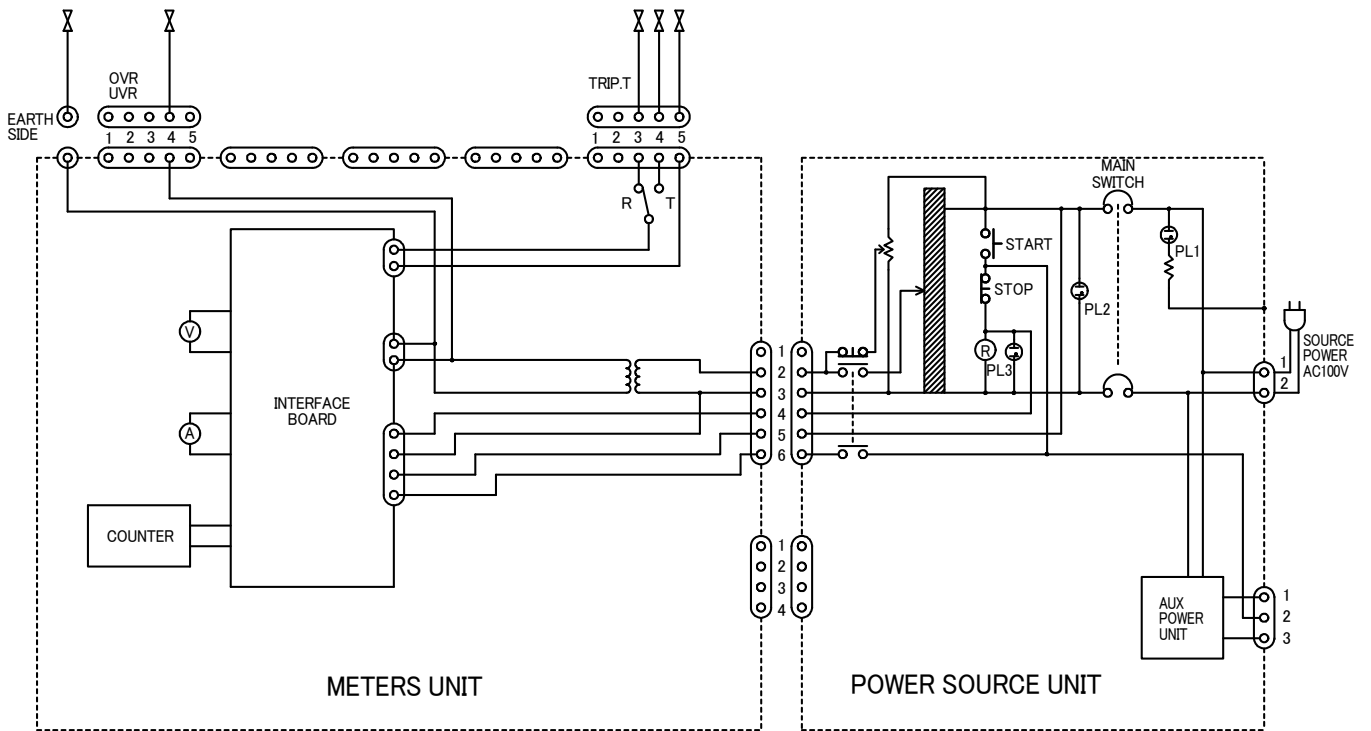 OVR
UVR
TRIP.T
EARTH
SIDE
1 2 3 4 5
1 2 3 4 5
R T
MAIN
SWITCH
START
STOP
PL1
PL2
R
PL3
SOURCE
POWER
AC100V
1
2
V
A
INTERFACE
BOARD
COUNTER
1
2
3
4
5
6
1
2
3
4
AUX
POWER
UNIT
1
2
3
METERS UNIT
POWER SOURCE UNIT